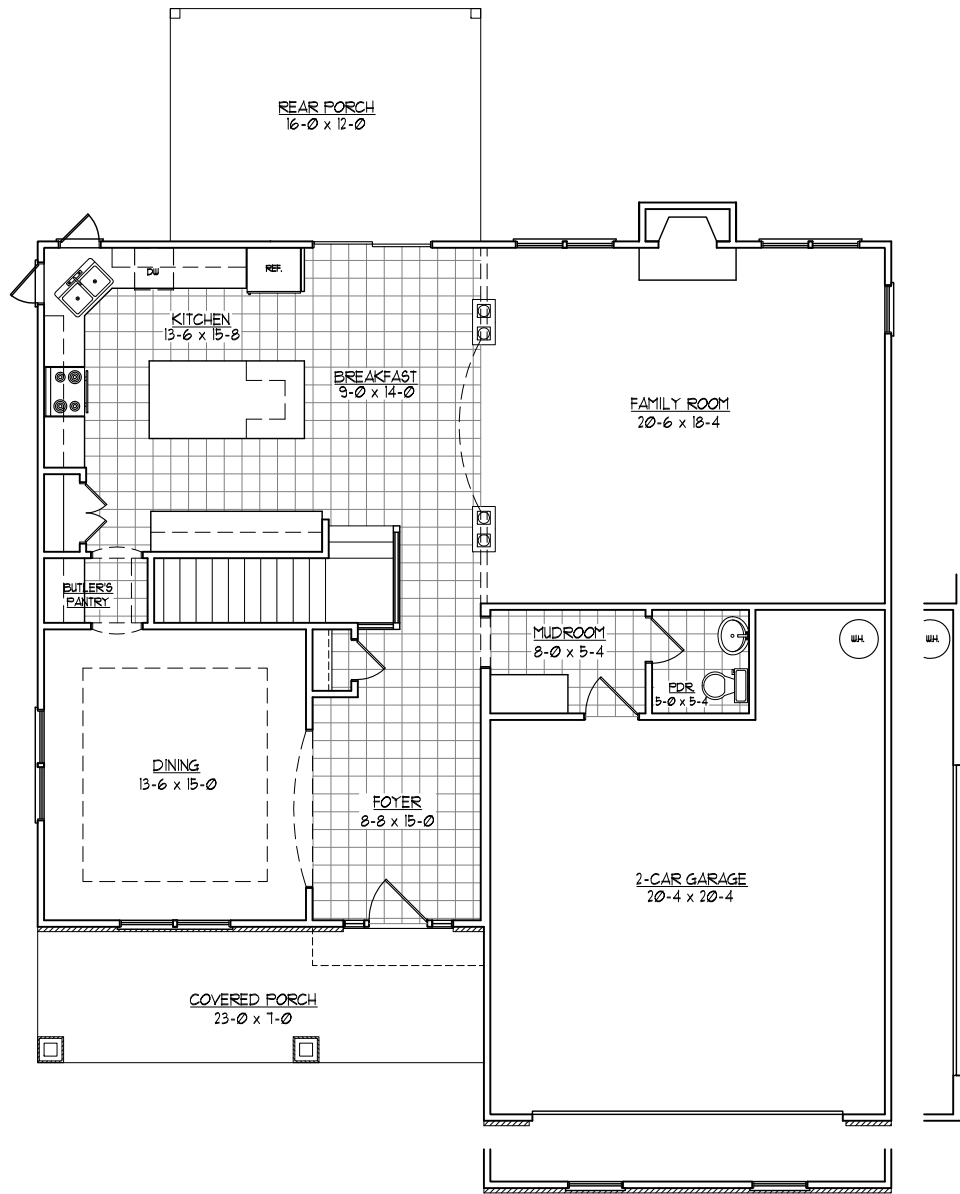 REAR PORCH
16-0 x 12-0
DW
REF.
KITCHEN
13-6 x 15-8
BREAKFAST
9-0 x 14-0
FAMILY ROOM
20-6 x 18-4
BUTLER'S
PANTRY
MUDROOM
8-0 x 5-4
W.H.
W.H.
PDR
5-0 x 5-4
DINING
13-6 x 15-0
FOYER
8-8 x 15-0
2-CAR GARAGE
20-4 x 20-4
COVERED PORCH
23-0 x 7-0